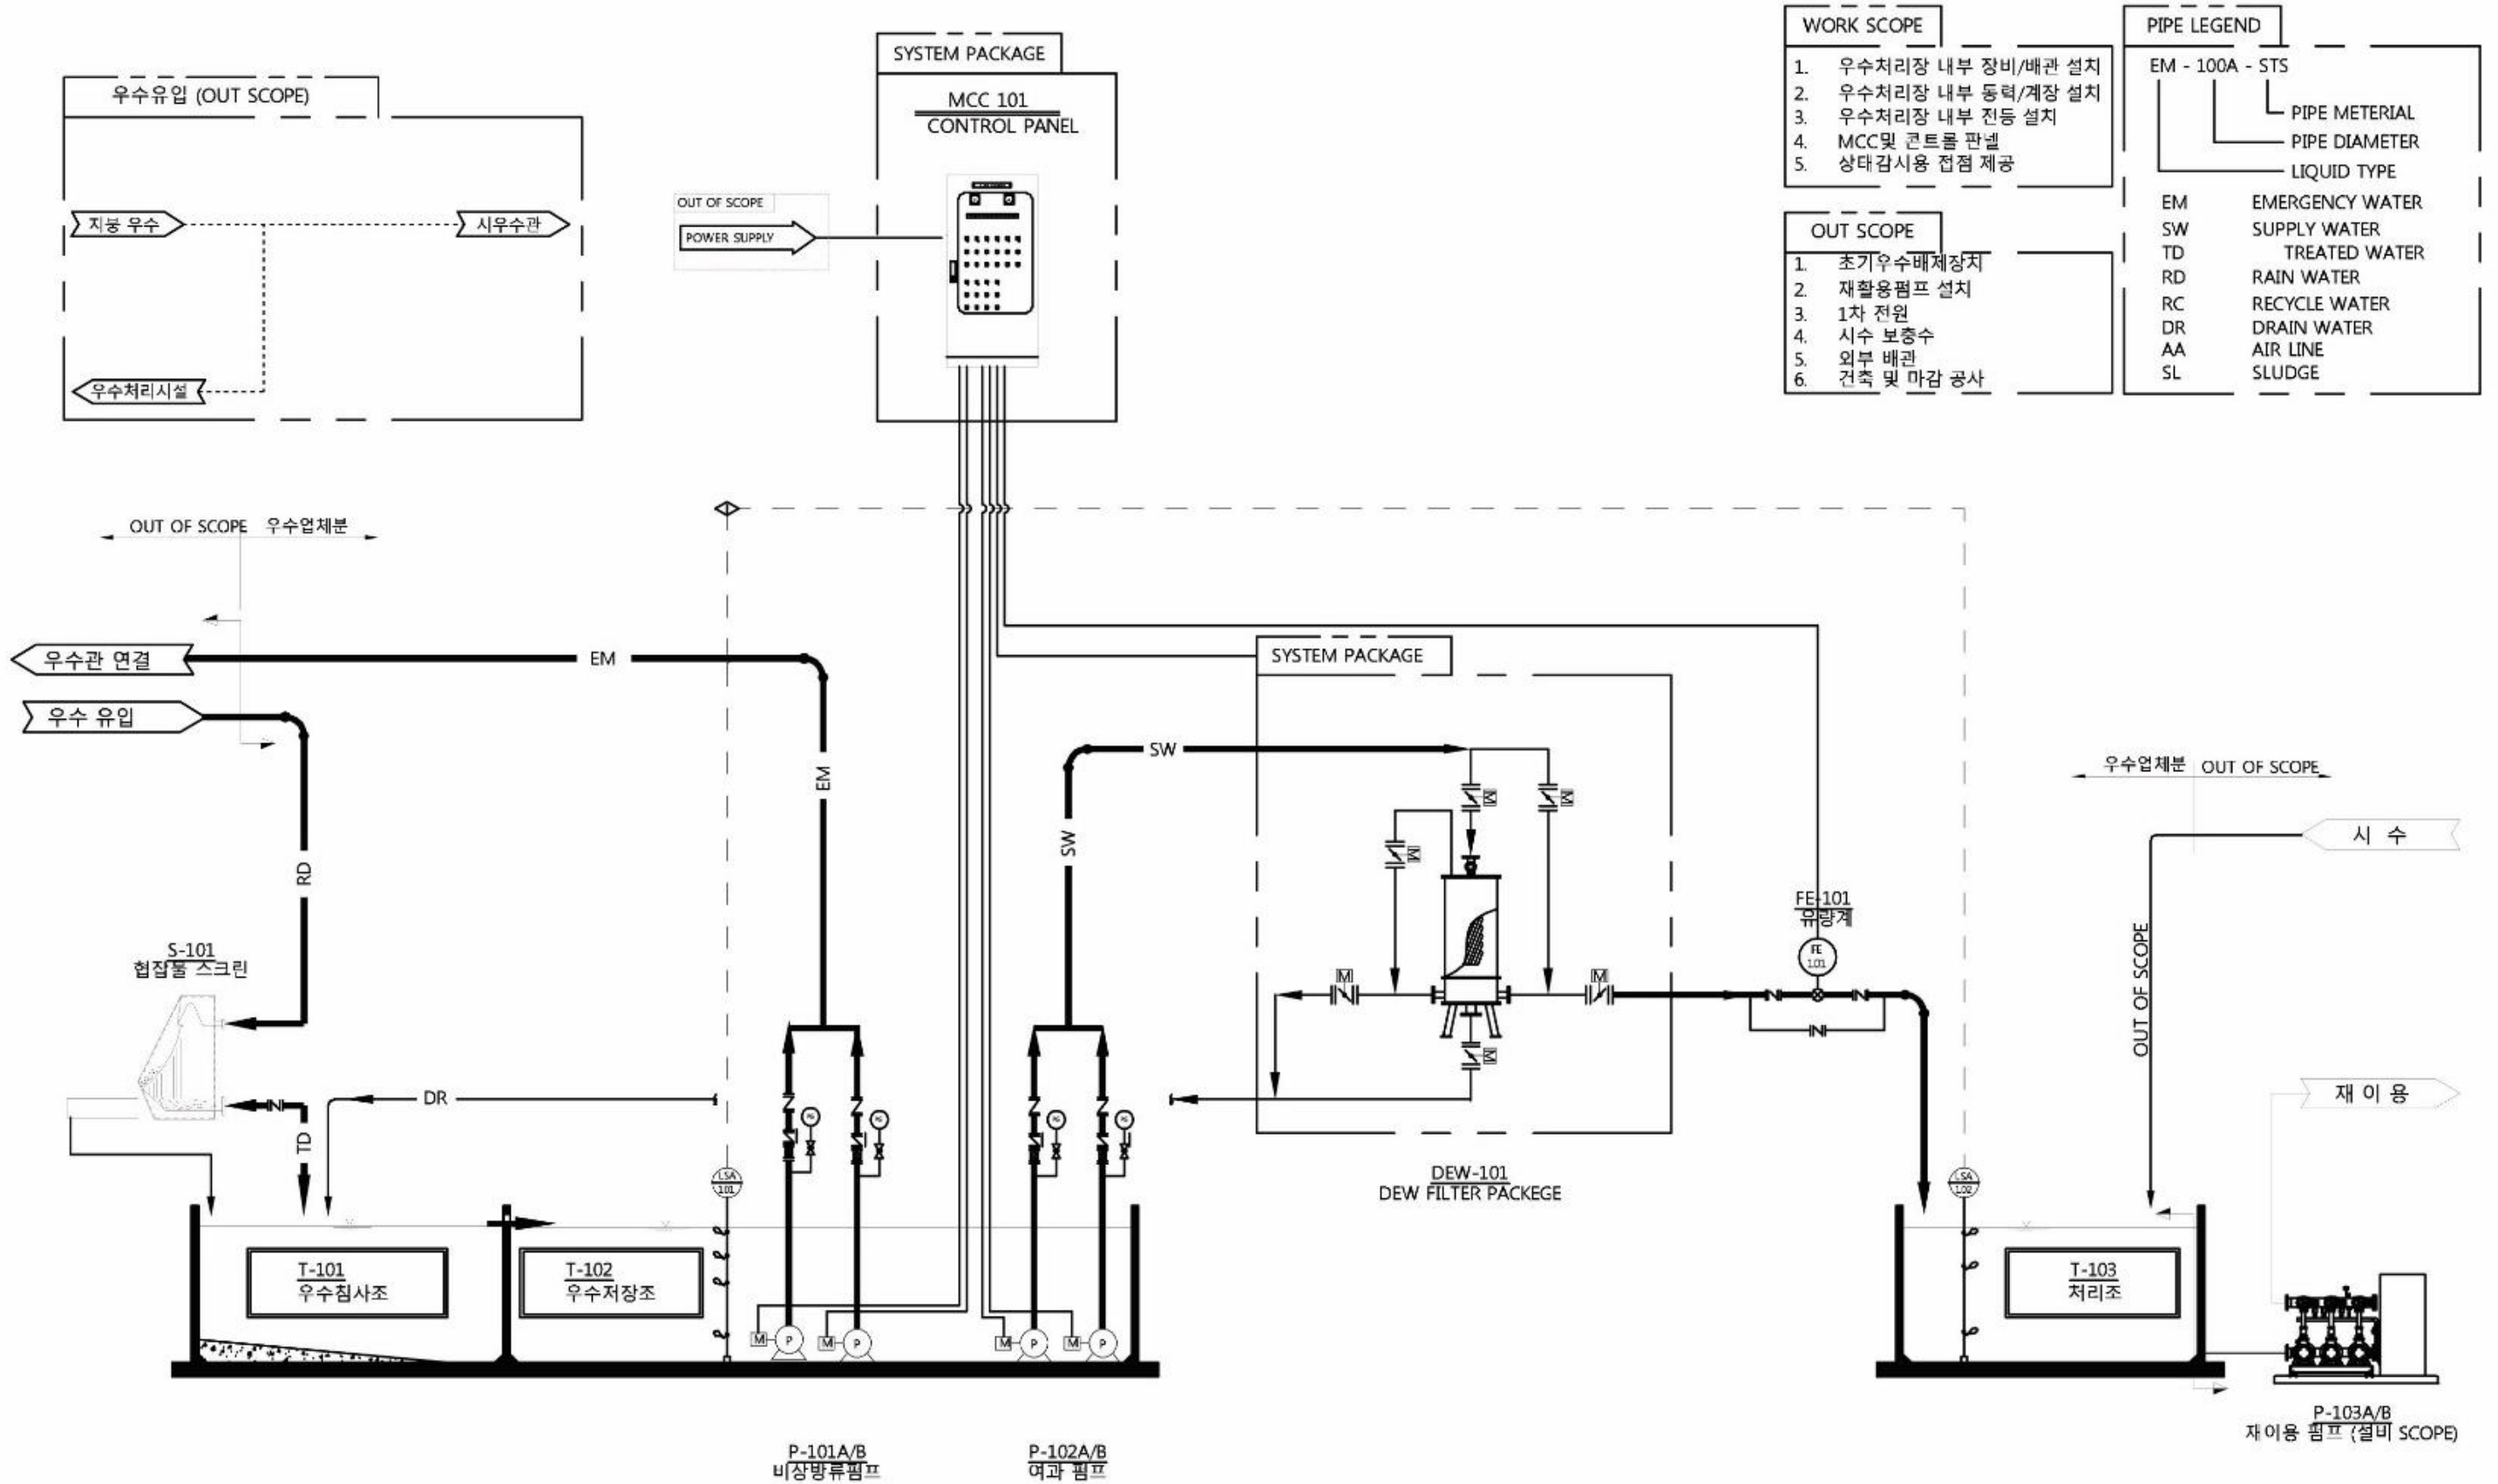 우수유입 (OUT SCOPE)
지붕 우수
시우수관
우수처리시설
SYSTEM PACKAGE
MCC 101
CONTROL PANEL
OUT OF SCOPE
POWER SUPPLY
WORK SCOPE
1. 우수처리장 내부 장비/배관 설치
2. 우수처리장 내부 동력/계장 설치
3. 우수처리장 내부 전등 설치
4. MCC및 콘트롤 판넬
5. 상태감시용 접점 제공
OUT SCOPE
1. 초기우수배제장치
2. 재활용펌프 설치
3. 1차 전원
4. 시수 보충수
5. 외부 배관
6. 건축 및 마감 공사
PIPE LEGEND
EM - 100A - STS
PIPE METERIAL
PIPE DIAMETER
LIQUID TYPE
EM EMERGENCY WATER
SW SUPPLY WATER
TD TREATED WATER
RD RAIN WATER
RC RECYCLE WATER
DR DRAIN WATER
AA AIR LINE
SL SLUDGE
OUT OF SCOPE 우수업체분
우수관 연결
EM
우수 유입
EM
RD
S-101
협잡물 스크린
TD
DR
SW
SW
SYSTEM PACKAGE
M
M
M
M
M
M
DEW-101
DEW FILTER PACKEGE
FE-101
유량계
FE
101
우수업체분 OUT OF SCOPE
시 수
OUT OF SCOPE
재 이 용
LSA
101
LSA
102
T-101
우수침사조
T-102
우수저장조
T-103
처리조
M P
M P
M P
M P
P-101A/B
비상방류펌프
P-102A/B
여과 펌프
P-103A/B
재이용 펌프 (설비 SCOPE)